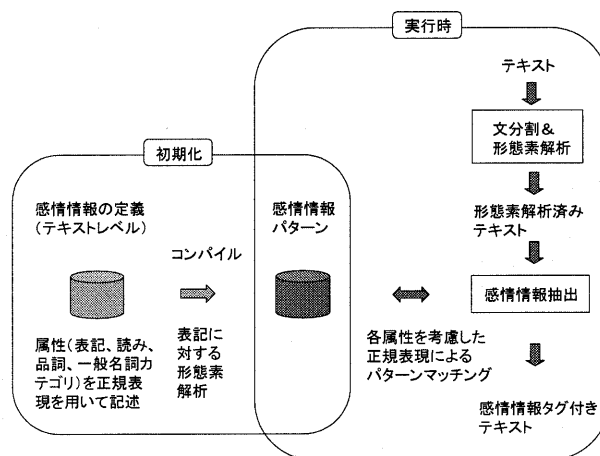 実行時
テキスト
文分割&
形態素解析
形態素解析済み
テキスト
感情情報抽出
感情情報タグ付き
テキスト
初期化
感情情報の定義
(テキストレベル)
属性(表記、読み、
品詞、一般名詞カ
テゴリ)を正規表
現を用いて記述
コンパイル
表記に
対する
形態素
解析
感情情報
パターン
各属性を考慮した
正規表現による
パターンマッチング